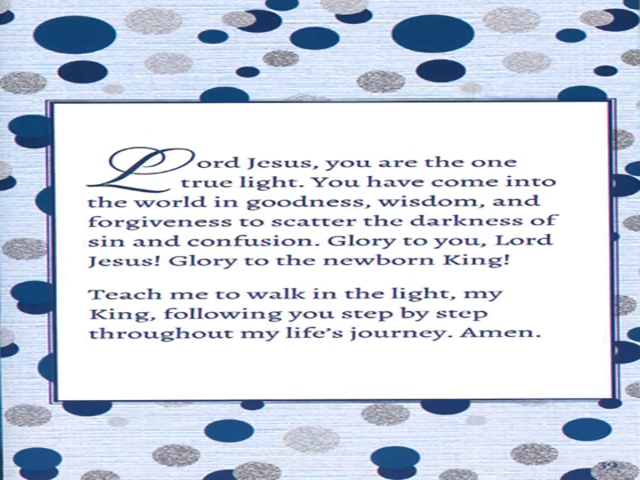 Lord Jesus, you are the one
true light. You have come into
the world in goodness, wisdom, and
forgiveness to scatter the darkness of
sin and confusion. Glory to you, Lord
Jesus! Glory to the newborn King!
Teach me to walk in the light, my
King, following you step by step
throughout my life's journey. Amen.
39